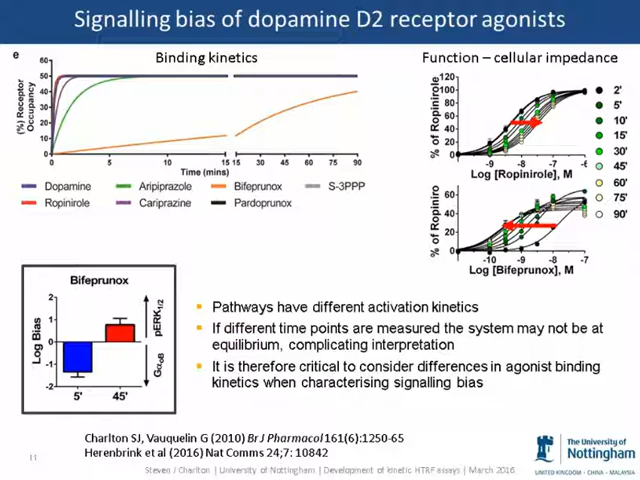 Signalling bias of dopamine D2 receptor agonists
e
Binding kinetics
Function – cellular impedance
(%) Receptor
Occupancy
60
50
40
30
20
10
0
0 5 10 15 15 30 45 60 75 90
Time (mins)
Dopamine Aripiprazole Bifeprunox S-3PPP
Ropinirole Cariprazine Pardoprunox
% of Ropinirole
120
100
80
60
40
20
0
-9 -8 -7 -6
Log [Ropinirole], M
% of Ropiniro
60
40
20
0
-10 -9 -8 -7
Log [Bifeprunox], M
2'
5'
10'
15'
30'
45'
60'
75'
90'
Bifeprunox
Log Bias
2
1
0
-1
-2
5' 45'
pERK1/2
GαoB
Pathways have different activation kinetics
If different time points are measured the system may not be at
equilibrium, complicating interpretation
It is therefore critical to consider differences in agonist binding
kinetics when characterising signalling bias
Charlton SJ, Vauquelin G (2010) Br J Pharmacol 161(6):1250-65
Herenbrink et al (2016) Nat Comms 24;7: 10842
11
Steven J Charlton | University of Nottingham | Development of kinetic HTRF assays | March 2016
The University of
Nottingham
UNITED KINGDOM · CHINA · MALAYSIA